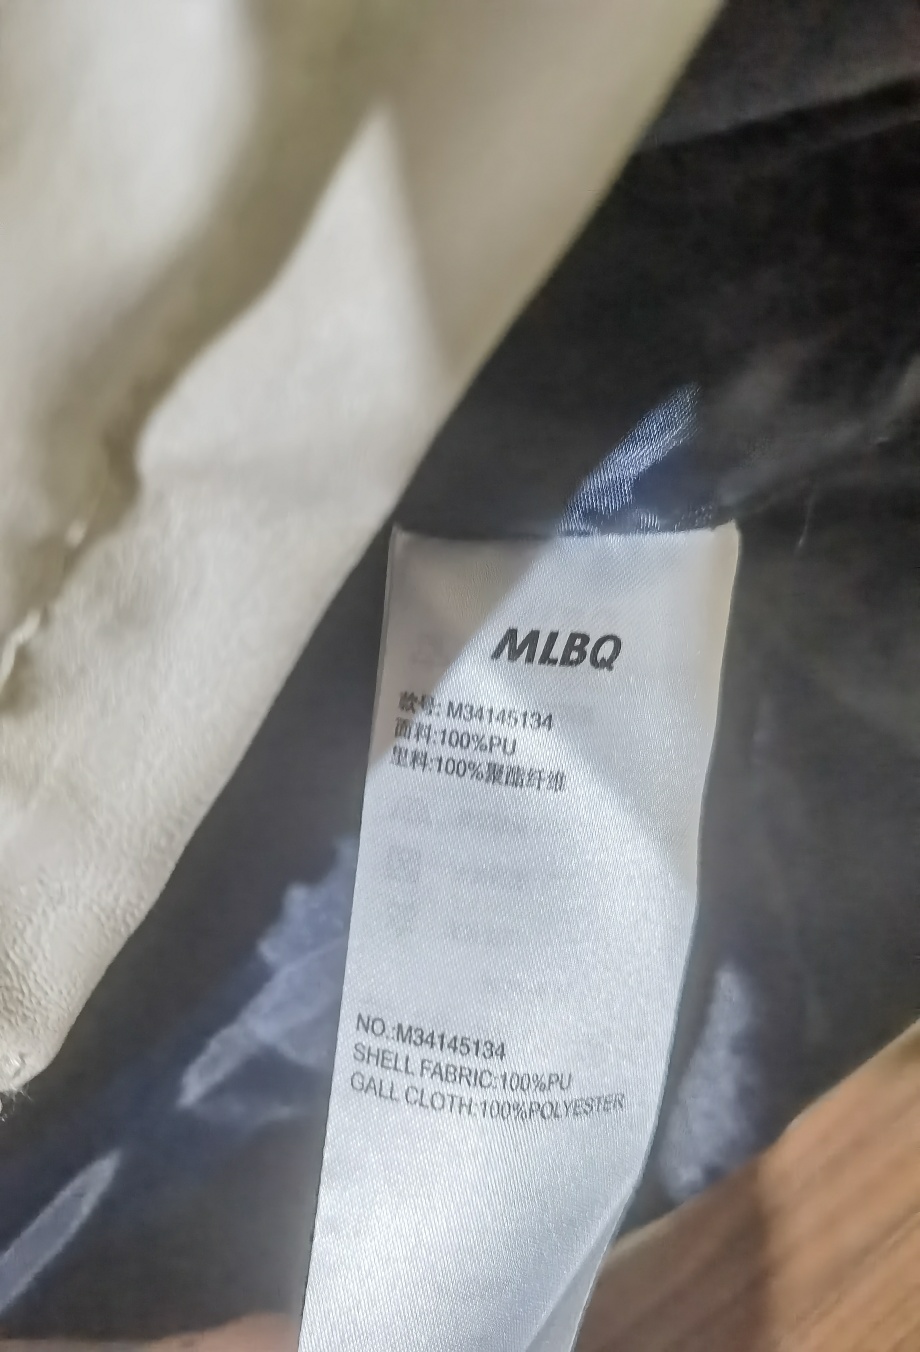 MLBQ
款号: M34145134
面料:100%PU
里料:100%聚酯纤维
NO.:M34145134
SHELL FABRIC:100%PU
GALL CLOTH:100%POLYESTER